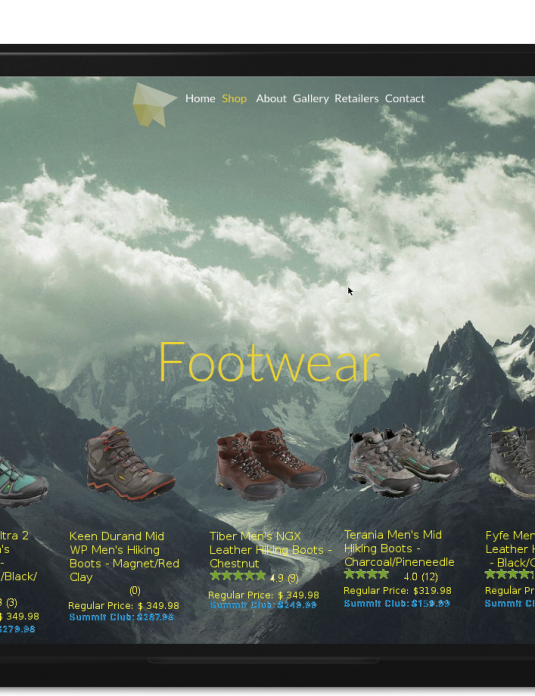 Home Shop About Gallery Retailers Contact
Footwear
ltra 2
/Black/
(3)
349.98
$279.98
Keen Durand Mid
WP Men's Hiking
Boots - Magnet/Red
Clay
(0)
Regular Price: $ 349.98
Summit Club: $287.98
Tiber Men's NGX
Leather Hiking Boots -
Chestnut
4.9 (9)
Regular Price: $ 349.98
Summit Club: $249.99
Terania Men's Mid
Hiking Boots -
Charcoal/Pineneedle
4.0 (12)
Regular Price: $319.98
Summit Club: $159.99
Fyfe Men
Leather H
- Black/
Regular
Summit C